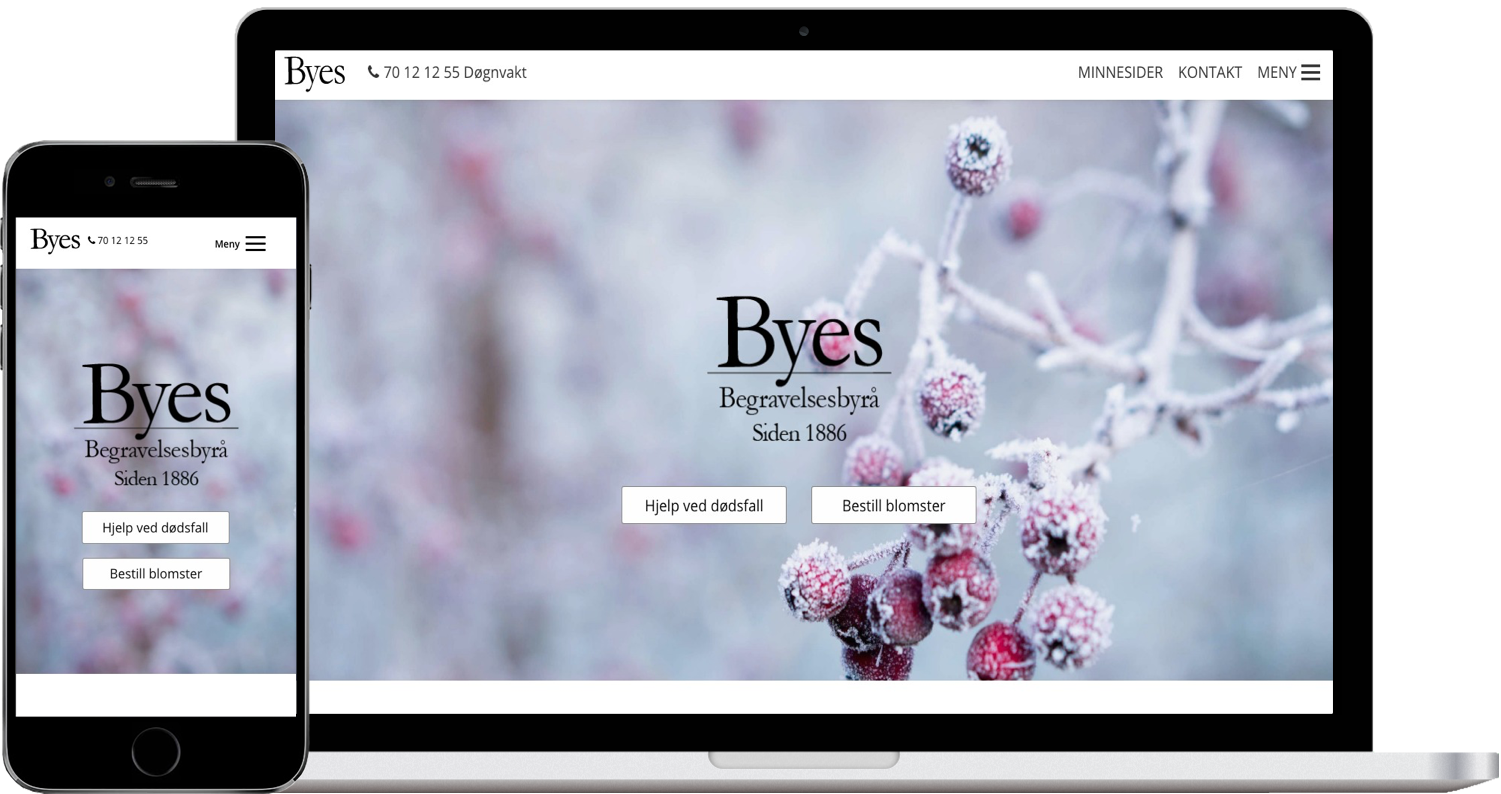 Byes
70 12 12 55 Døgnvakt
MINNESIDER KONTAKT MENY
Byes
Begravelsesbyrå
Siden 1886
Hjelp ved dødsfall
Bestill blomster
Byes
70 12 12 55
Meny
Byes
Begravelsesbyrå
Siden 1886
Hjelp ved dødsfall
Bestill blomster